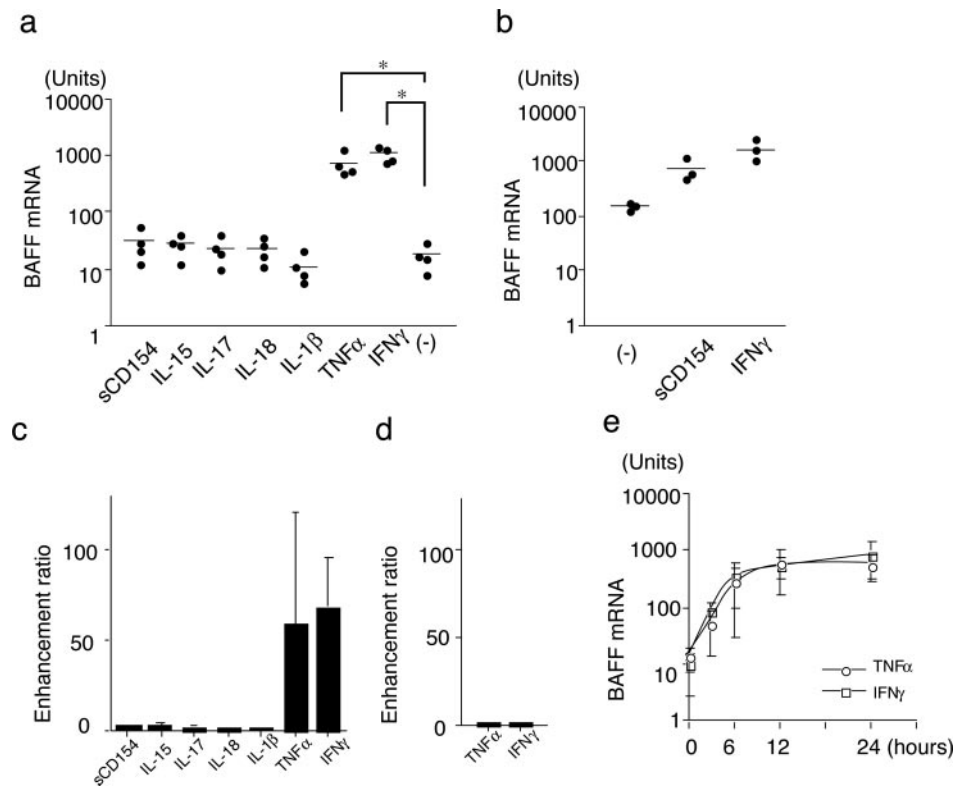 a
(Units)
10000
1000
100
10
1
BAFF mRNA
*
*
sCD154
IL-15
IL-17
IL-18
IL-1β
TNFα
IFNγ
(-)
b
(Units)
10000
1000
100
10
1
BAFF mRNA
(-)
sCD154
IFNγ
c
Enhancement ratio
100
50
0
sCD154
IL-15
IL-17
IL-18
IL-1β
TNFα
IFNγ
d
Enhancement ratio
100
50
0
TNFα
IFNγ
e
(Units)
10000
1000
100
10
1
BAFF mRNA
TNFα
IFNγ
0 6 12 24 (hours)